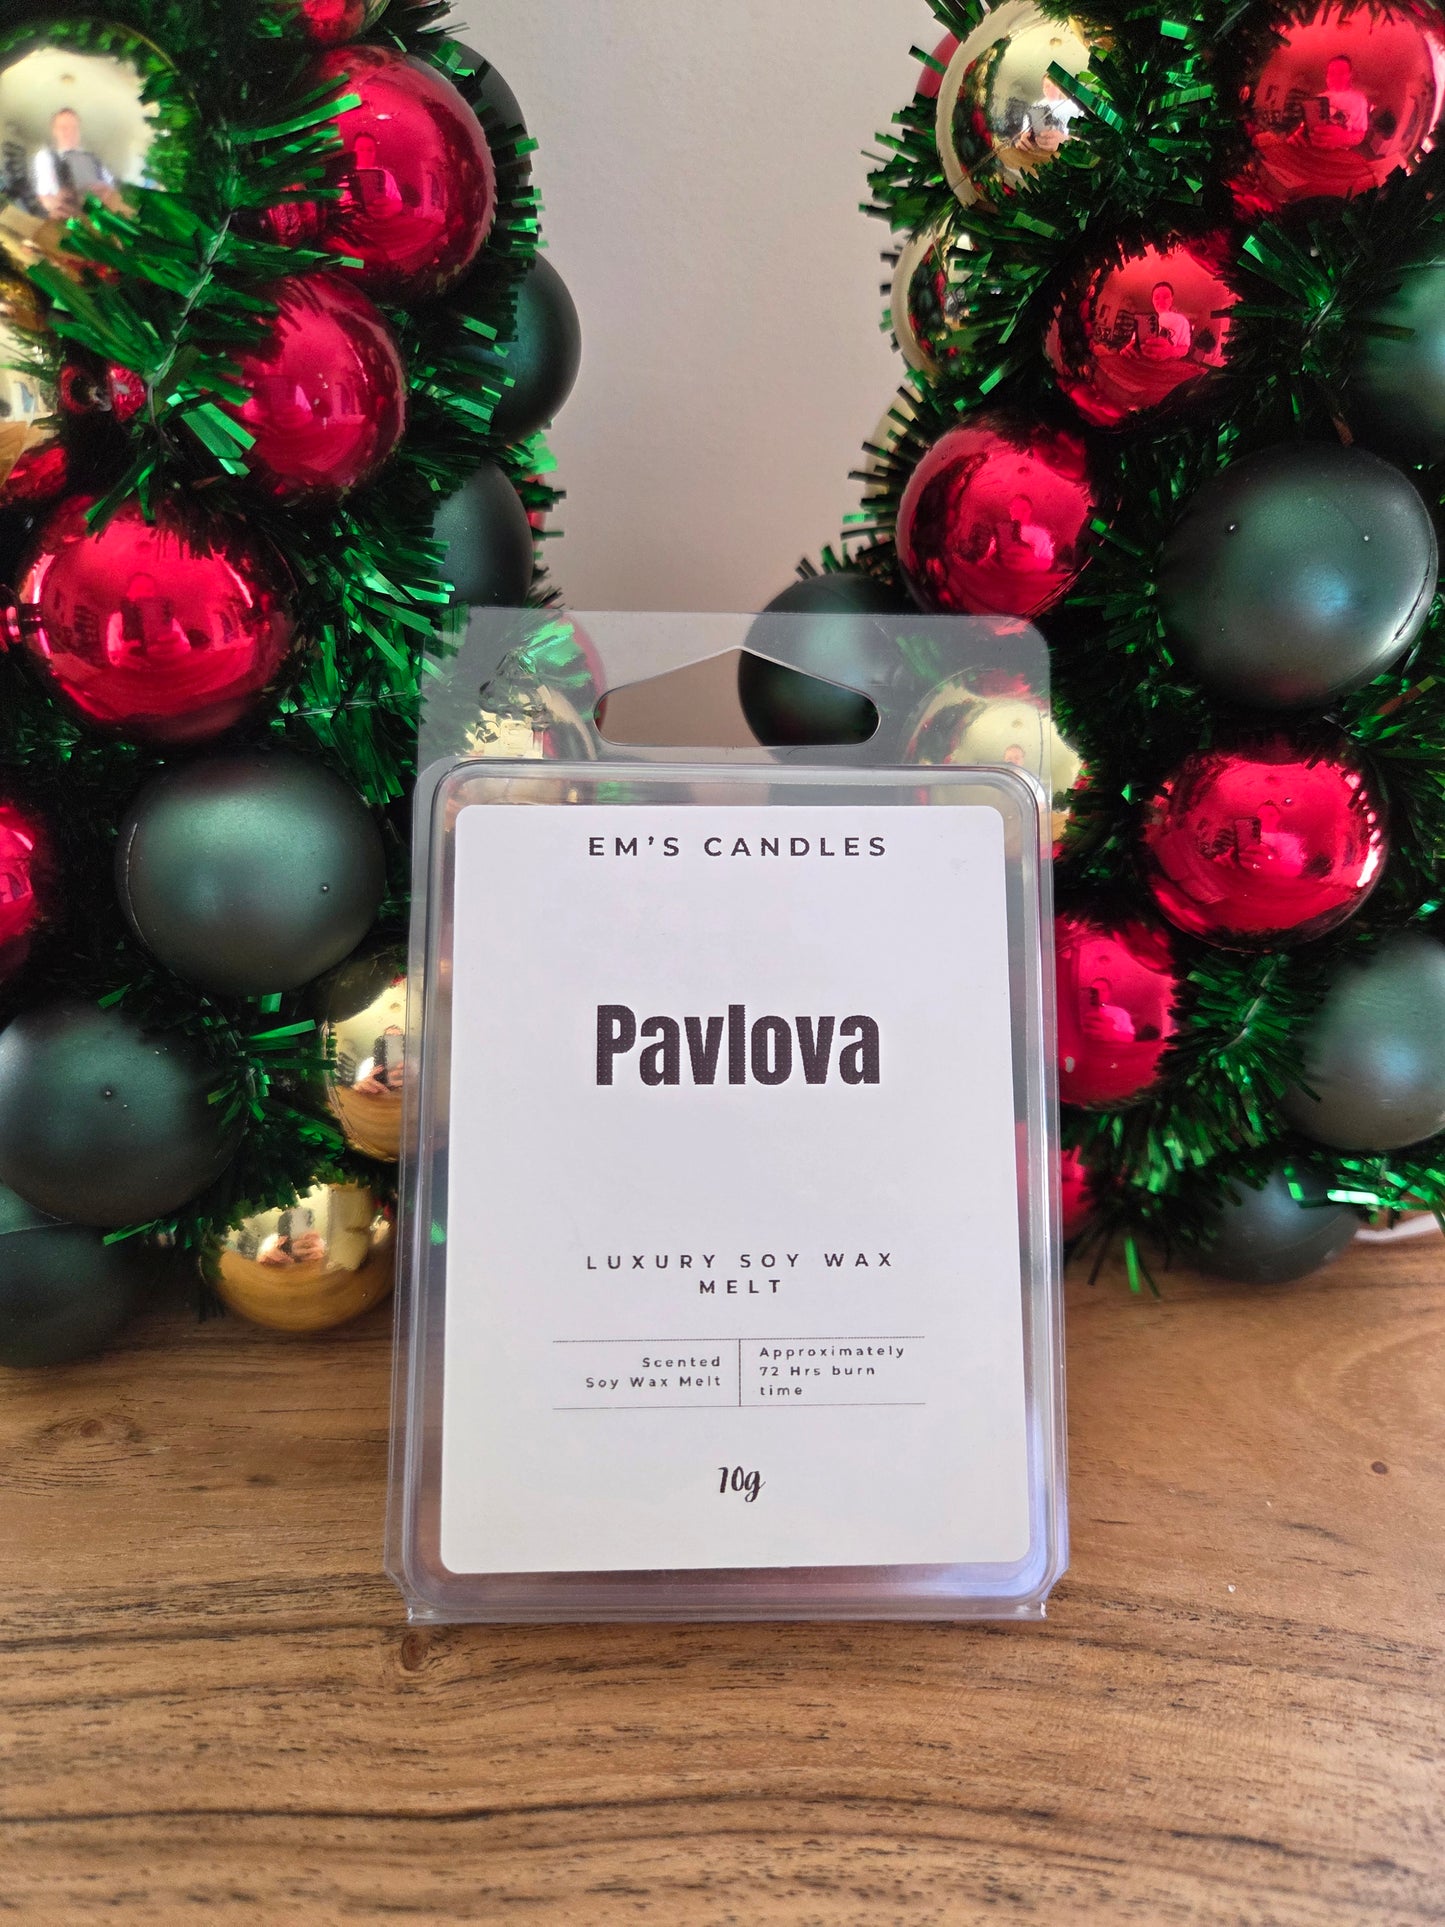 EM'S CANDLES
Pavlova
LUXURY SOY WAX
MELT
Scented
Soy Wax Melt
Approximately
72 Hrs burn
time
70g